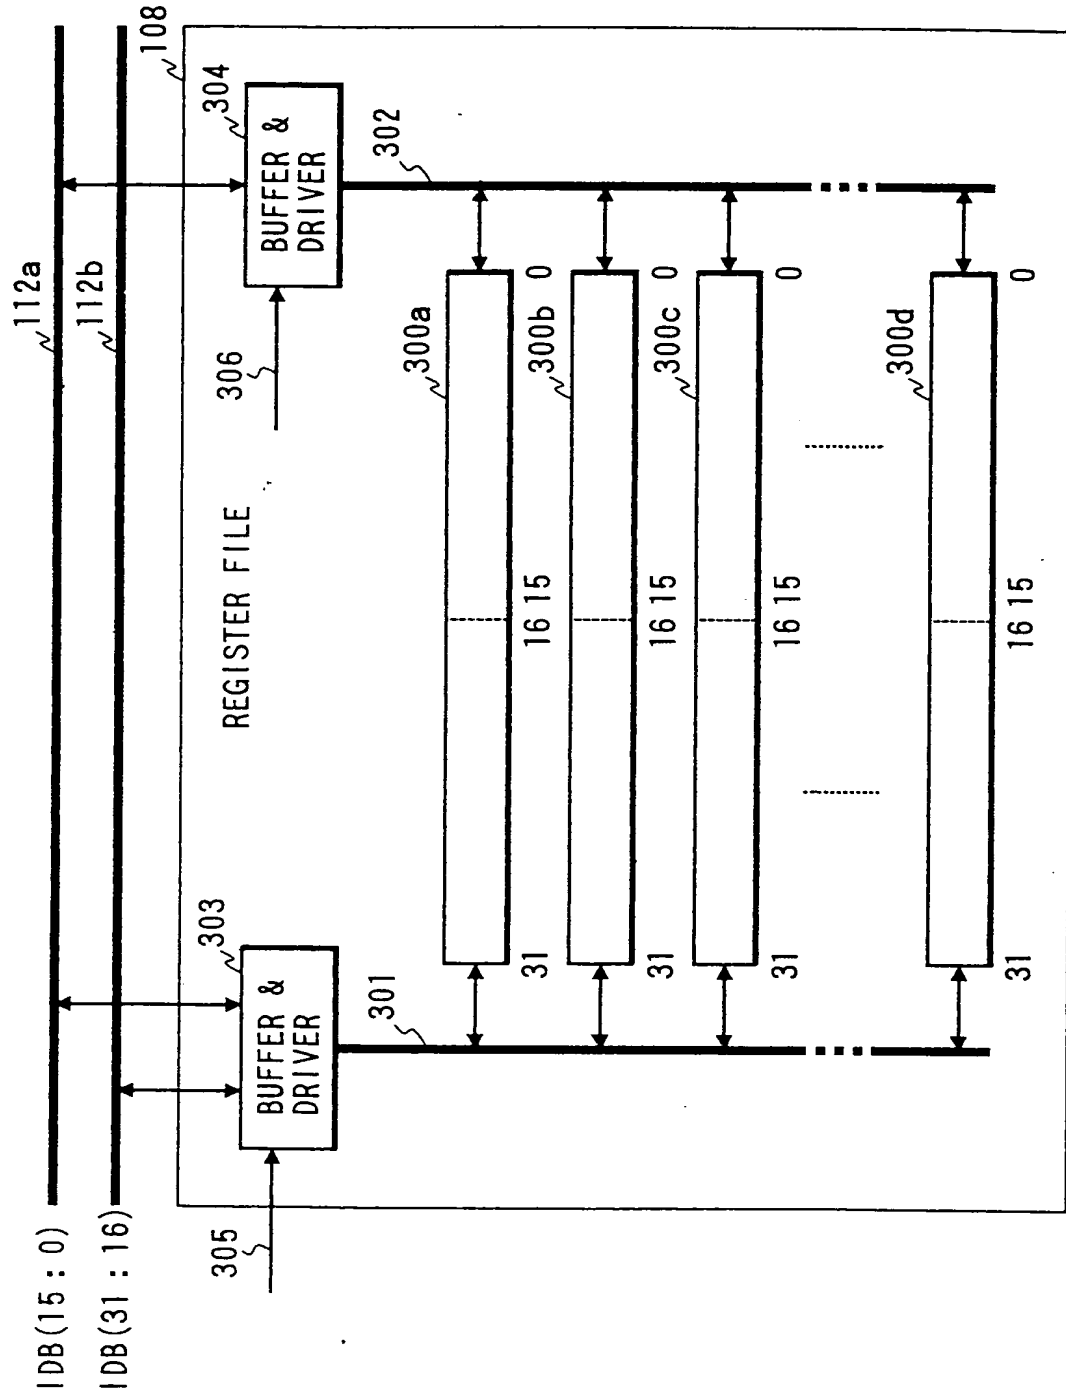 IDB(15 : 0)
112a
IDB(31 : 16)
112b
108
303
304
BUFFER &
DRIVER
BUFFER &
DRIVER
305
306
REGISTER FILE
301
302
300a
31
16 15
0
300b
31
16 15
0
300c
31
16 15
0
300d
31
16 15
0